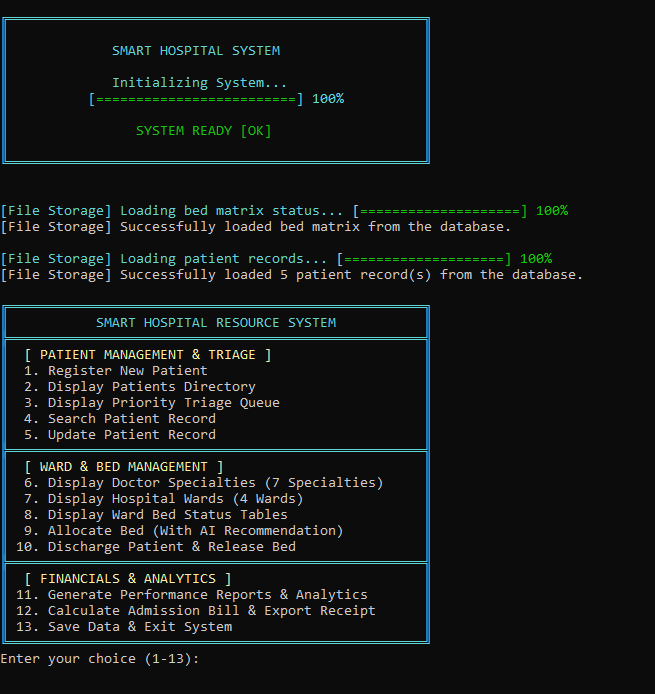 SMART HOSPITAL SYSTEM
Initializing System...
[=========================] 100%
SYSTEM READY [OK]
[File Storage] Loading bed matrix status... [====================] 100%
[File Storage] Successfully loaded bed matrix from the database.
[File Storage] Loading patient records... [====================] 100%
[File Storage] Successfully loaded 5 patient record(s) from the database.
SMART HOSPITAL RESOURCE SYSTEM
[ PATIENT MANAGEMENT & TRIAGE ]
1. Register New Patient
2. Display Patients Directory
3. Display Priority Triage Queue
4. Search Patient Record
5. Update Patient Record
[ WARD & BED MANAGEMENT ]
6. Display Doctor Specialties (7 Specialties)
7. Display Hospital Wards (4 Wards)
8. Display Ward Bed Status Tables
9. Allocate Bed (With AI Recommendation)
10. Discharge Patient & Release Bed
[ FINANCIALS & ANALYTICS ]
11. Generate Performance Reports & Analytics
12. Calculate Admission Bill & Export Receipt
13. Save Data & Exit System
Enter your choice (1-13):